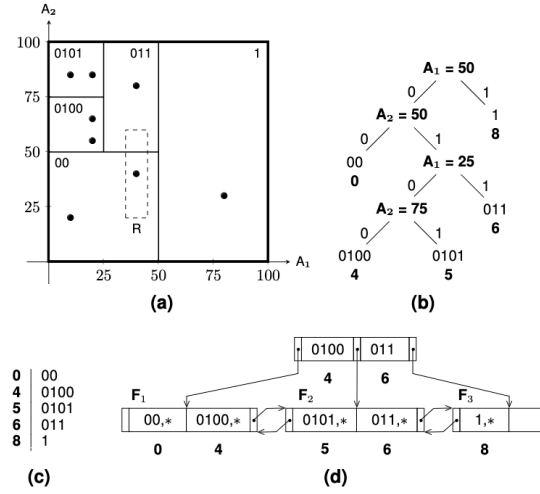 A₂
100
75
50
25
0101
011
1
0100
00
R
25
50
75
100
A₁
(a)
A₁ = 50
0
1
A₂ = 50
1
8
0
1
00
0
A₁ = 25
0
1
A₂ = 75
011
6
0
1
0100
4
0101
5
(b)
0 00
4 0100
5 0101
6 011
8 1
(c)
0100 011
4 6
F₁ F₂ F₃
00,* 0100,* 0101,* 011,* 1,*
0 4 5 6 8
(d)